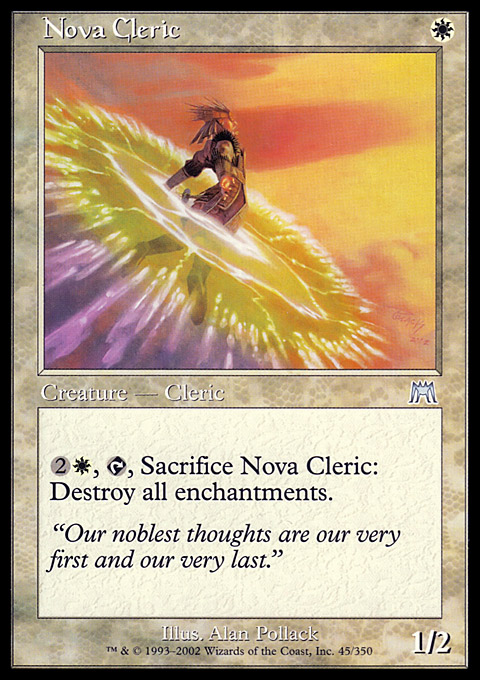 Nova Cleric
Creature — Cleric
2, , Sacrifice Nova Cleric:
Destroy all enchantments.
“Our noblest thoughts are our very
first and our very last.”
Illus. Alan Pollack
™ & © 1993–2002 Wizards of the Coast, Inc. 45/350
1/2